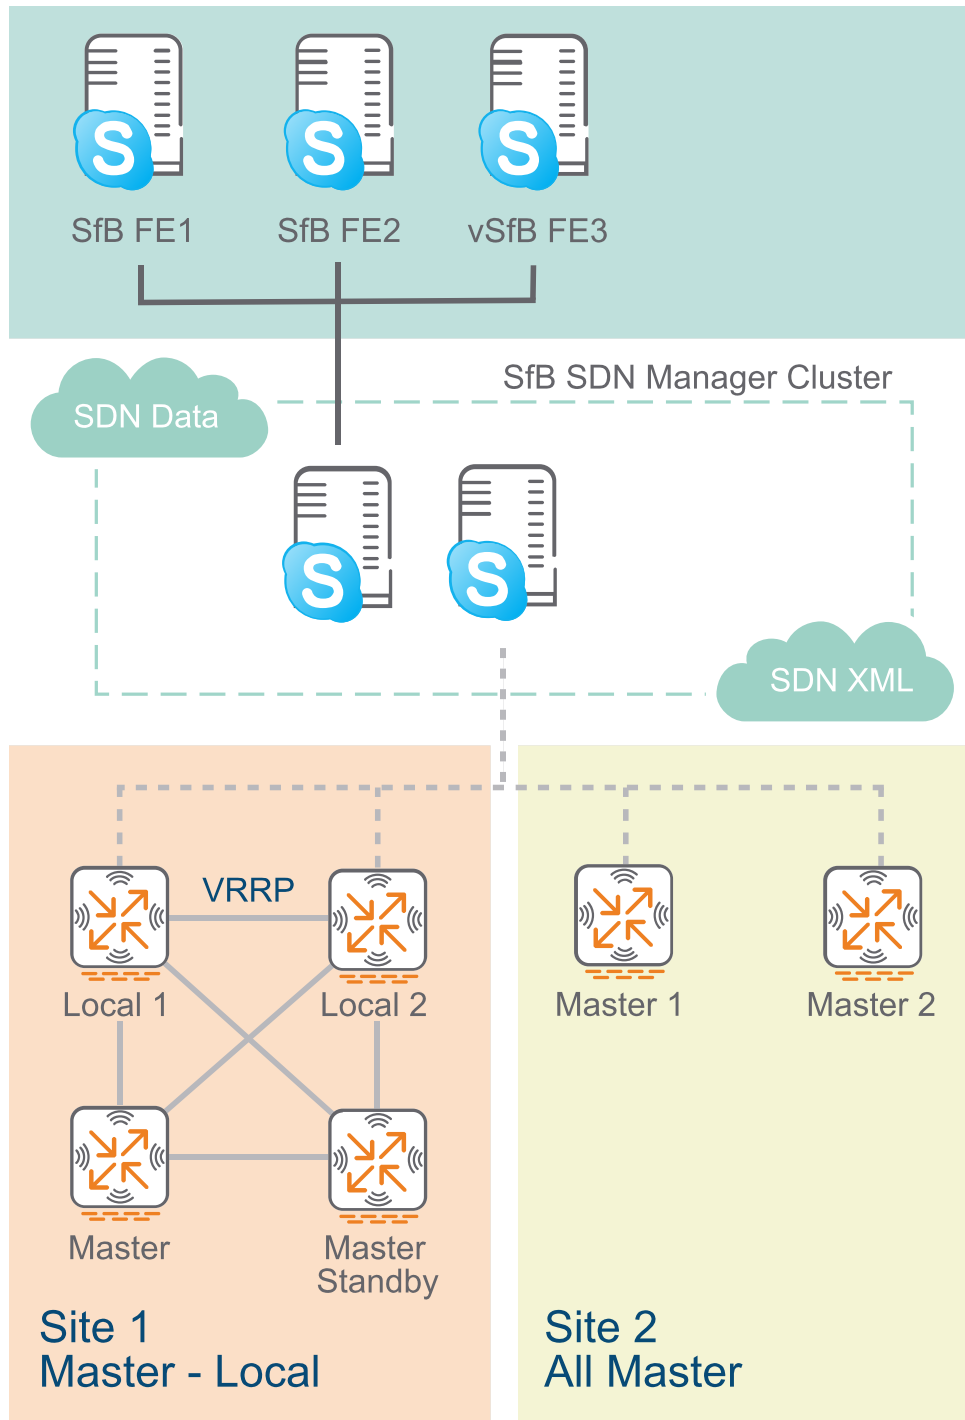 S
S
S
SfB FE1
SfB FE2
vSfB FE3
SfB SDN Manager Cluster
SDN Data
S
S
SDN XML
VRRP
Local 1
Local 2
Master 1
Master 2
Master
Master
Standby
Site 1
Master - Local
Site 2
All Master